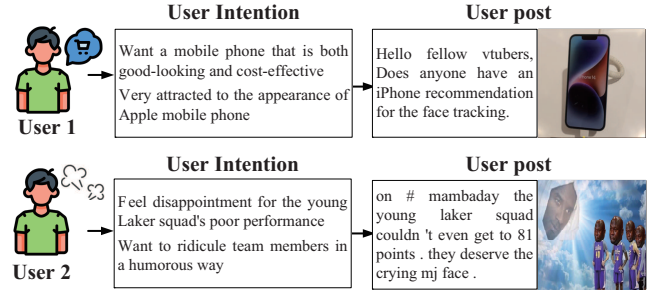 User Intention
User post
Want a mobile phone that is both
good-looking and cost-effective
Very attracted to the appearance of
Apple mobile phone
Hello fellow vtubers,
Does anyone have an
iPhone recommendation
for the face tracking.
User 1
User Intention
User post
Feel disappointment for the young
Laker squad's poor performance
Want to ridicule team members in
a humorous way
on # mambaday the
young laker squad
couldn 't even get to 81
points . they deserve the
crying mj face .
User 2